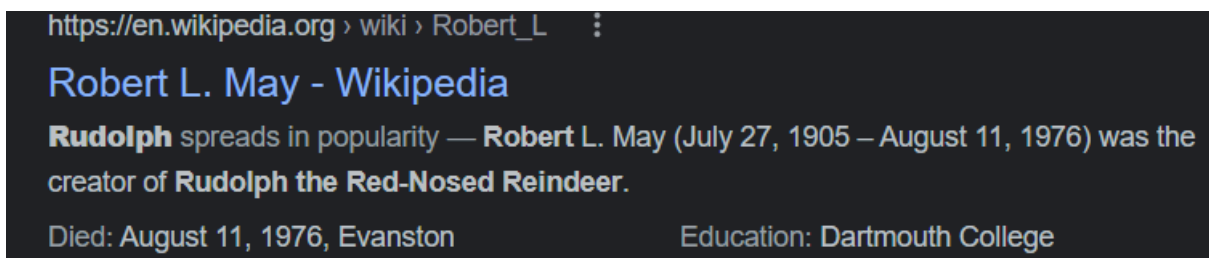 https://en.wikipedia.org › wiki › Robert_L
Robert L. May - Wikipedia
Rudolph spreads in popularity — Robert L. May (July 27, 1905 – August 11, 1976) was the
creator of Rudolph the Red-Nosed Reindeer.
Died: August 11, 1976, Evanston Education: Dartmouth College